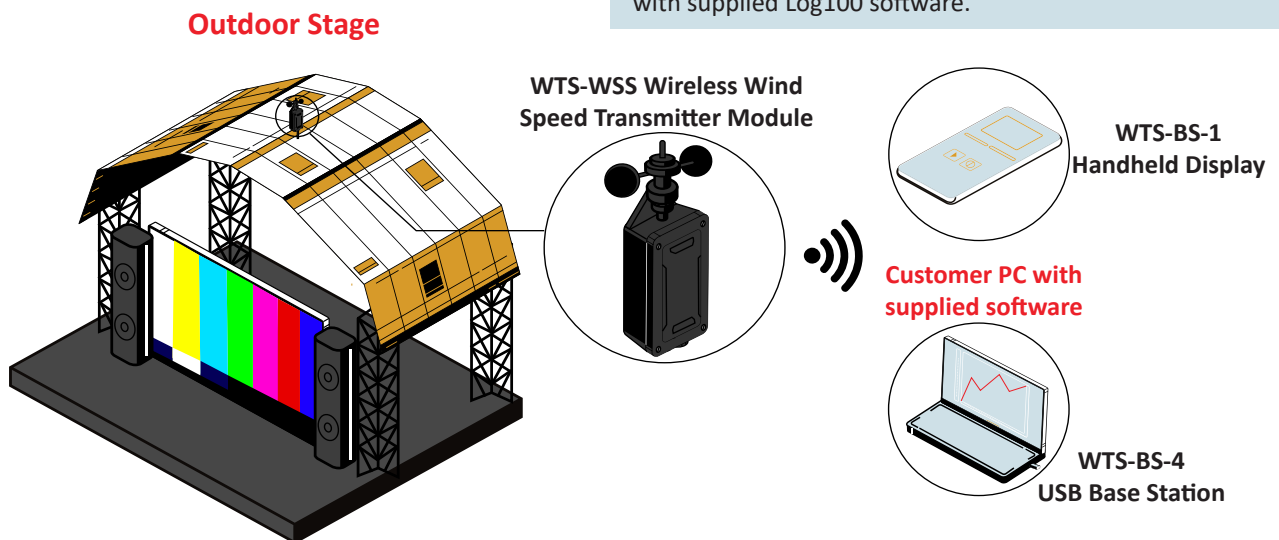 with supplied Log100 software.
Outdoor Stage
WTS-WSS Wireless Wind
Speed Transmitter Module
WTS-BS-1
Handheld Display
Customer PC with
supplied software
WTS-BS-4
USB Base Station